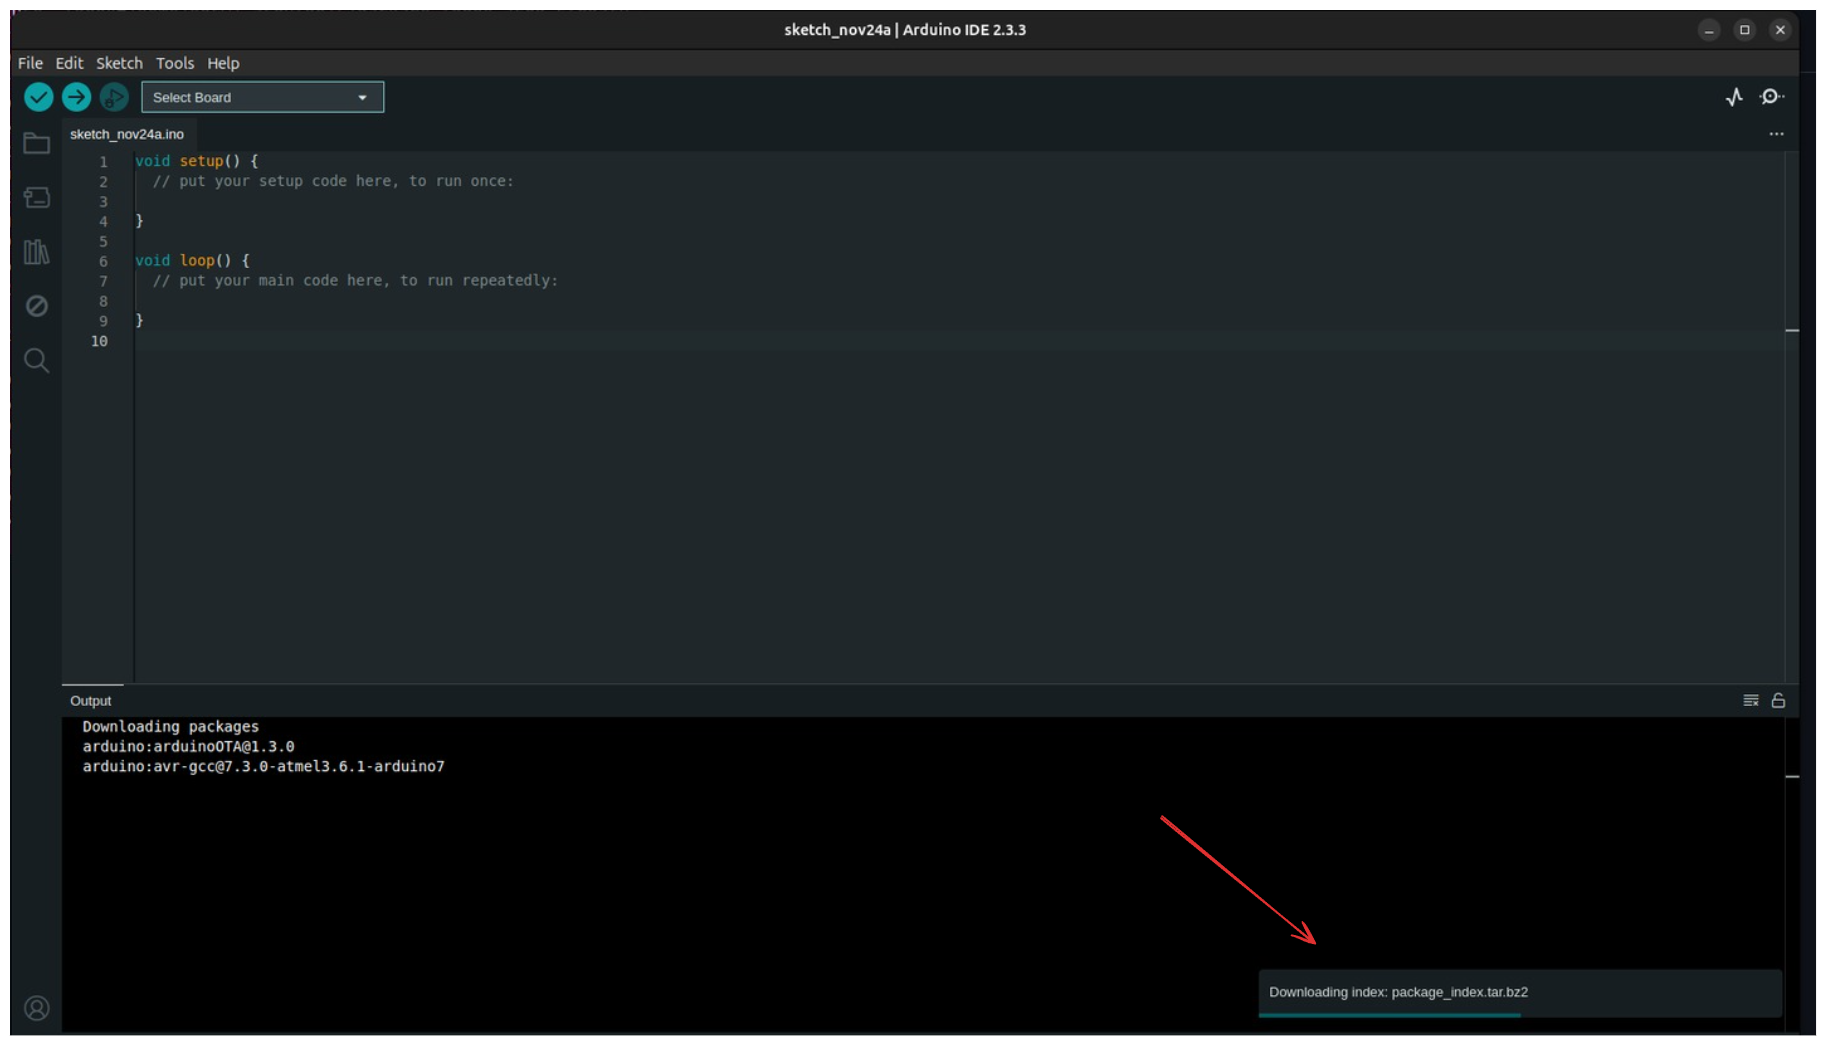 sketch_nov24a | Arduino IDE 2.3.3
File Edit Sketch Tools Help
Select Board
sketch_nov24a.ino
1 void setup() {
2 // put your setup code here, to run once:
3
4 }
5
6 void loop() {
7 // put your main code here, to run repeatedly:
8
9 }
10
Output
Downloading packages
arduino:arduinoOTA@1.3.0
arduino:avr-gcc@7.3.0-atmel3.6.1-arduino7
Downloading index: package_index.tar.bz2